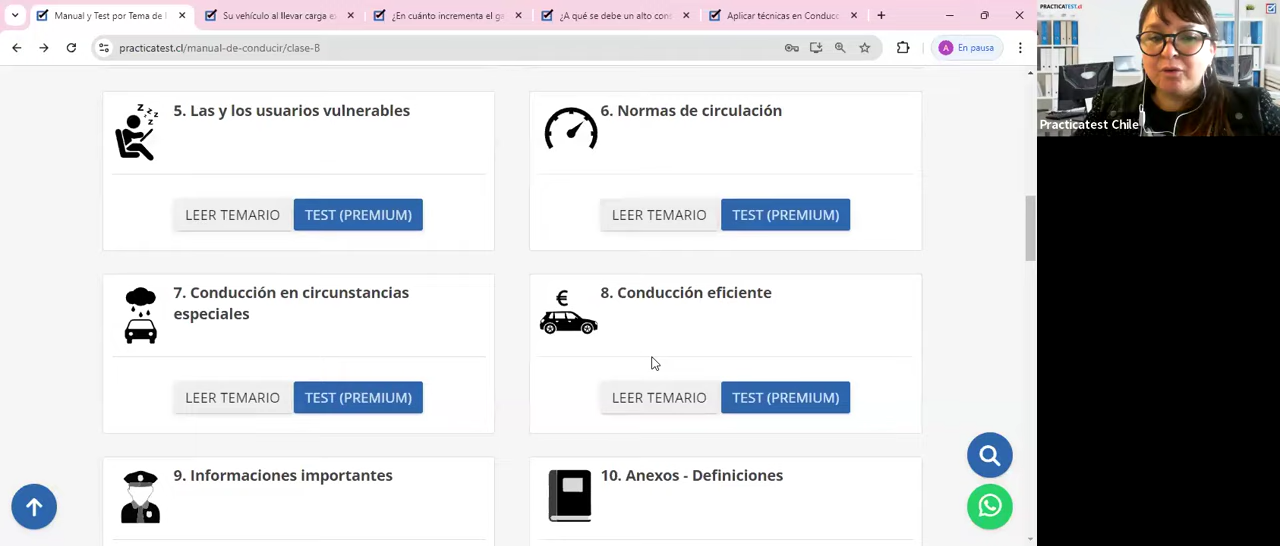 Manual y Test por Tema de
Su vehículo al llevar carga e
¿En cuánto incrementa el ga
¿A qué se debe un alto con
Aplicar técnicas en Conduc
practicatest.cl/manual-de-conducir/clase-B
A
En pausa
5. Las y los usuarios vulnerables
LEER TEMARIO
TEST (PREMIUM)
6. Normas de circulación
LEER TEMARIO
TEST (PREMIUM)
7. Conducción en circunstancias
especiales
LEER TEMARIO
TEST (PREMIUM)
€
8. Conducción eficiente
LEER TEMARIO
TEST (PREMIUM)
9. Informaciones importantes
10. Anexos - Definiciones
PRACTICATEST.cl
Practicatest Chile